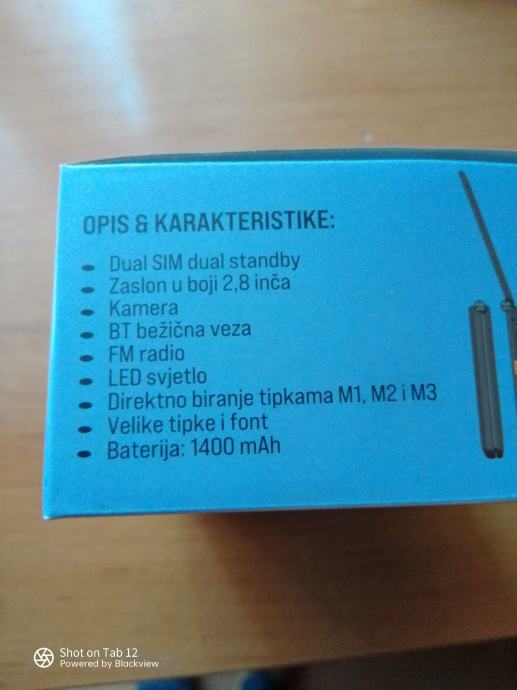 OPIS & KARAKTERISTIKE:
Dual SIM dual standby
Zaslon u boji 2,8 inča
Kamera
BT bežična veza
FM radio
LED svjetlo
Direktno biranje tipkama M1, M2 i M3
Velike tipke i font
Baterija: 1400 mAh
Shot on Tab 12
Powered by Blackview